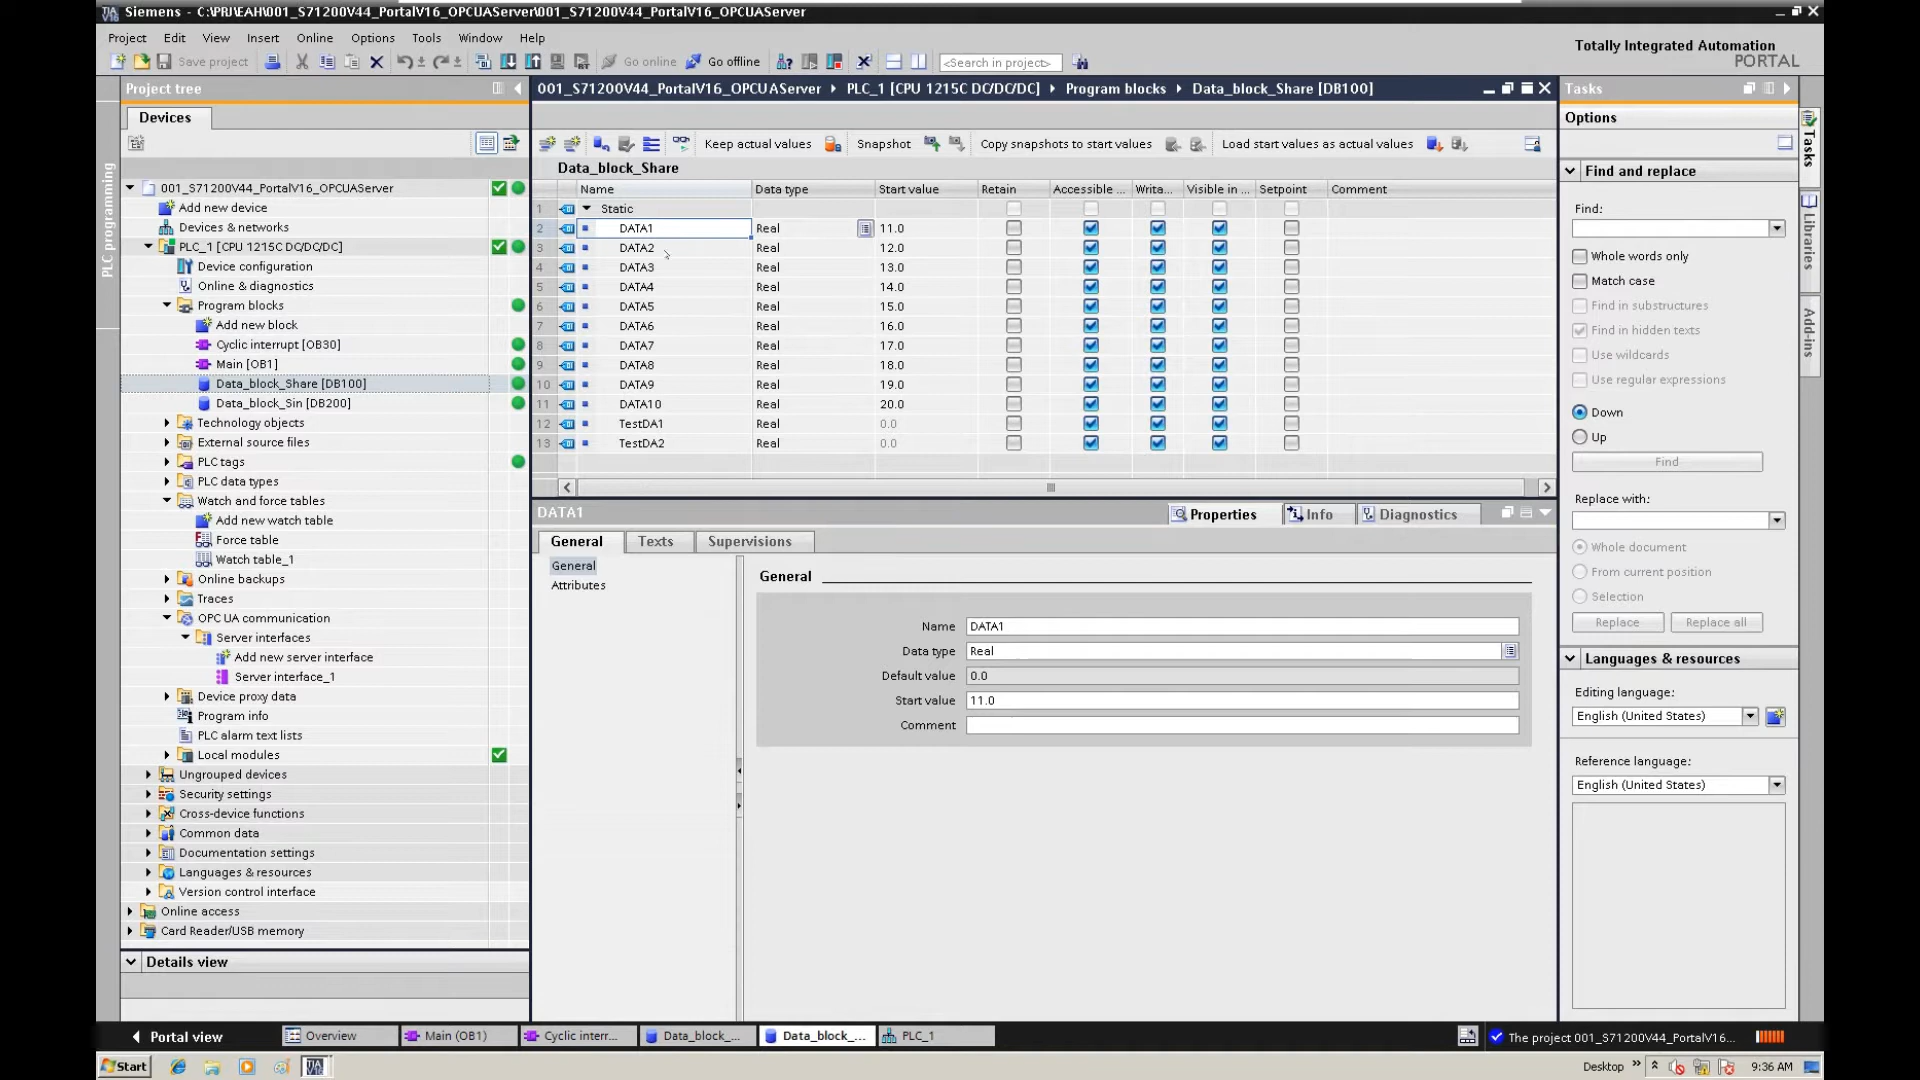 Siemens - C:\PRJ\EAH\001_S71200V44_PortalV16_OPCUAServer\001_S71200V44_PortalV16_OPCUAServer
Project Edit View Insert Online Options Tools Window Help
Totally Integrated Automation
PORTAL
Save project
Go online
Go offline
<Search in project>
Project tree
Devices
PLC programming
001_S71200V44_PortalV16_OPCUAServer
Add new device
Devices & networks
PLC_1 [CPU 1215C DC/DC/DC]
Device configuration
Online & diagnostics
Program blocks
Add new block
Cyclic interrupt [OB30]
Main [OB1]
Data_block_Share [DB100]
Data_block_Sin [DB200]
Technology objects
External source files
PLC tags
PLC data types
Watch and force tables
Add new watch table
Force table
Watch table_1
Online backups
Traces
OPC UA communication
Server interfaces
Add new server interface
Server interface_1
Device proxy data
Program info
PLC alarm text lists
Local modules
Ungrouped devices
Security settings
Cross-device functions
Common data
Documentation settings
Languages & resources
Version control interface
Online access
Card Reader/USB memory
Details view
001_S71200V44_PortalV16_OPCUAServer PLC_1 [CPU 1215C DC/DC/DC] Program blocks Data_block_Share [DB100]
Keep actual values Snapshot Copy snapshots to start values Load start values as actual values
Data_block_Share
Name Data type Start value Retain Accessible ... Writa... Visible in ... Setpoint Comment
1 Static
2 DATA1 Real 11.0
3 DATA2 Real 12.0
4 DATA3 Real 13.0
5 DATA4 Real 14.0
6 DATA5 Real 15.0
7 DATA6 Real 16.0
8 DATA7 Real 17.0
9 DATA8 Real 18.0
10 DATA9 Real 19.0
11 DATA10 Real 20.0
12 TestDA1 Real 0.0
13 TestDA2 Real 0.0
DATA1
Properties Info Diagnostics
General Texts Supervisions
General
Attributes
General
Name DATA1
Data type Real
Default value 0.0
Start value 11.0
Comment
Tasks
Options
Find and replace
Find:
Whole words only
Match case
Find in substructures
Find in hidden texts
Use wildcards
Use regular expressions
Down
Up
Find
Replace with:
Whole document
From current position
Selection
Replace Replace all
Languages & resources
Editing language:
English (United States)
Reference language:
English (United States)
Tasks
Libraries
Add-ins
Portal view Overview Main (OB1) Cyclic interr... Data_block_... Data_block_... PLC_1 The project 001_S71200V44_PortalV16...
Start Desktop » 9:36 AM